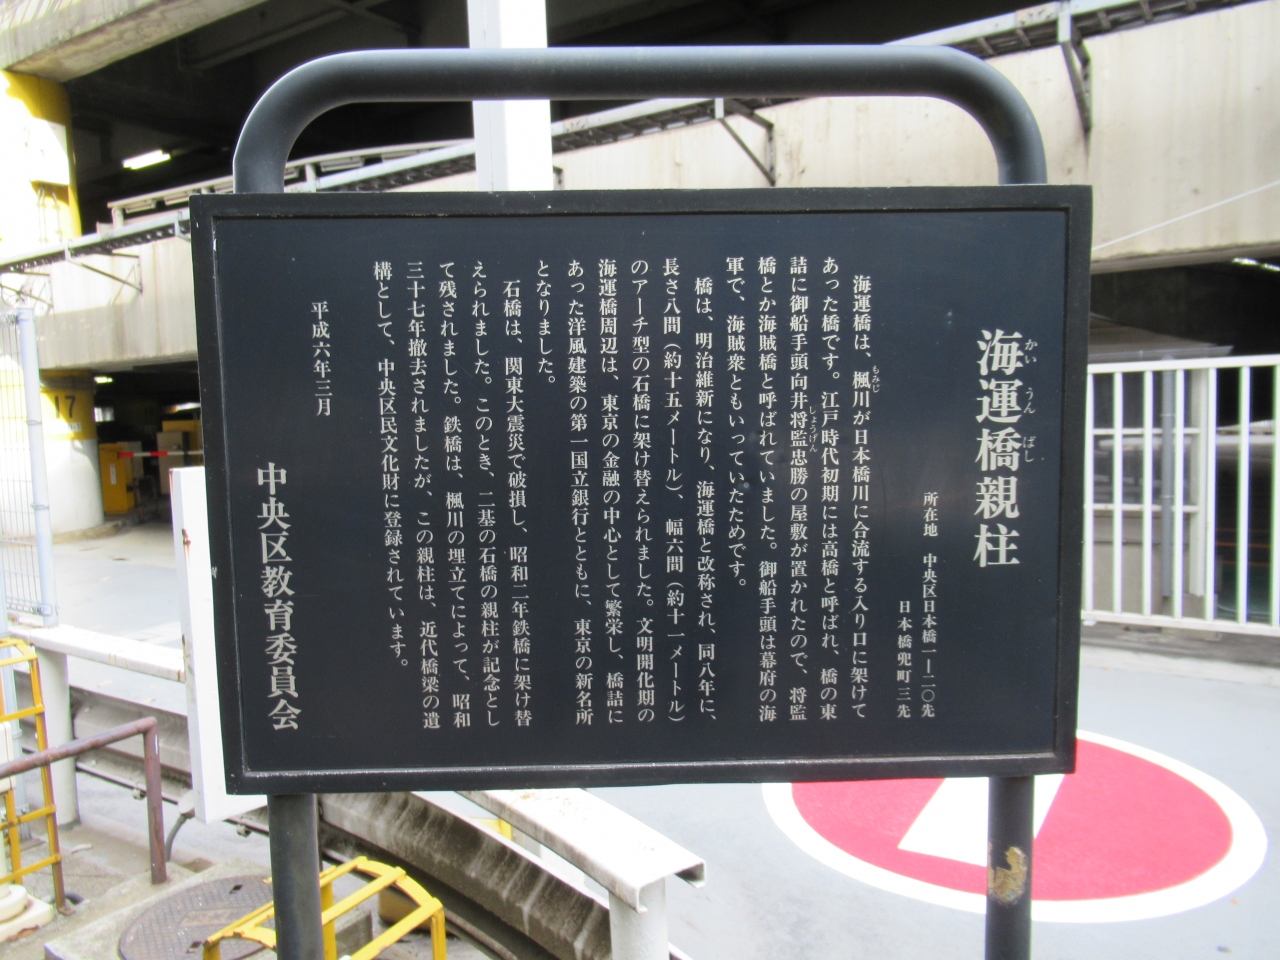 海運橋親柱
かいうんばし
所在地 中央区日本橋一—二〇先
日本橋兜町三先
海運橋は、楓川が日本橋川に合流する入り口に架けて
もみじ
あった橋です。江戸時代初期には高橋と呼ばれ、橋の東
詰に御船手頭向井将監忠勝の屋敷が置かれたので、将監
しょうげん
橋とか海賊橋と呼ばれていました。御船手頭は幕府の海
軍で、海賊衆ともいっていたためです。
橋は、明治維新になり、海運橋と改称され、同八年に、
長さ八間（約十五メートル）、幅六間（約十一メートル）
のアーチ型の石橋に架け替えられました。文明開化期の
海運橋周辺は、東京の金融の中心として繁栄し、橋詰に
あった洋風建築の第一国立銀行とともに、東京の新名所
となりました。
石橋は、関東大震災で破損し、昭和二年鉄橋に架け替
えられました。このとき、二基の石橋の親柱が記念とし
て残されました。鉄橋は、楓川の埋立てによって、昭和
三十七年撤去されましたが、この親柱は、近代橋梁の遺
構として、中央区民文化財に登録されています。
平成六年三月
中央区教育委員会
17